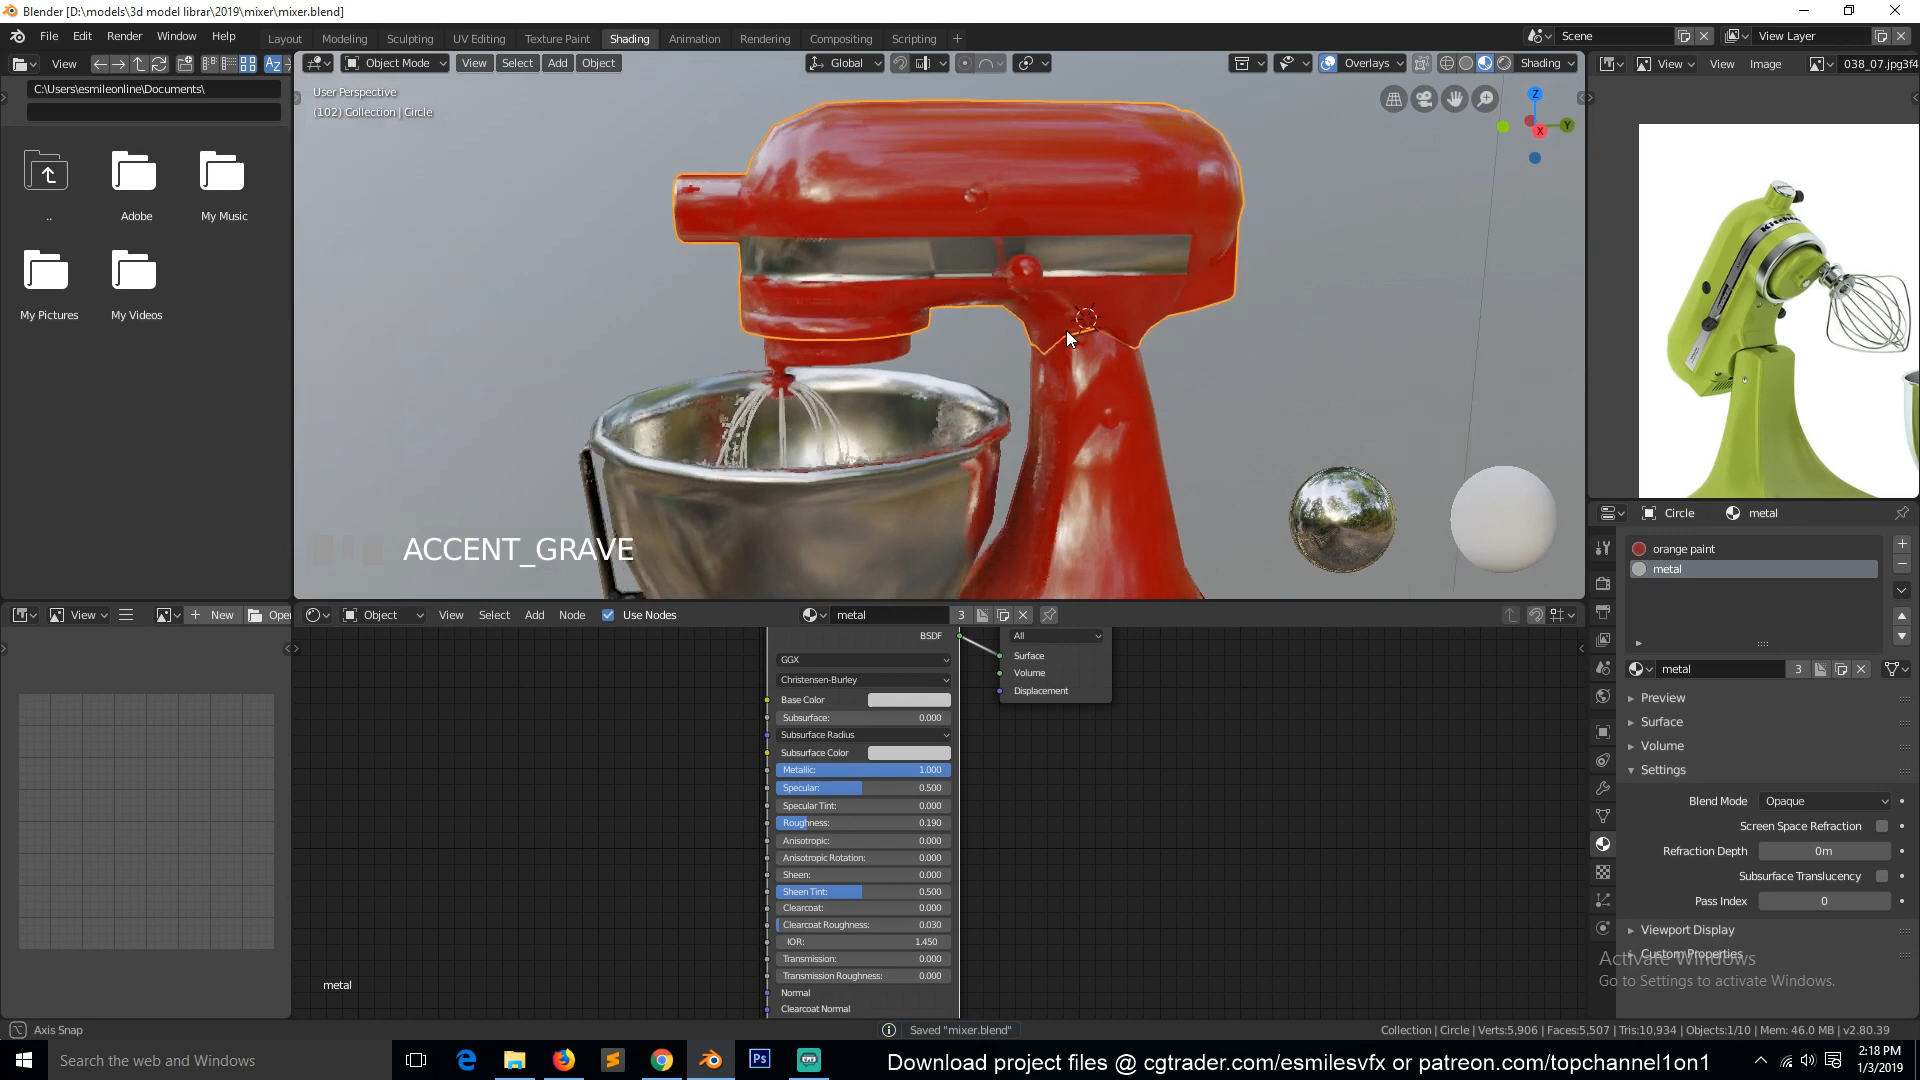 Blender [D:\models\3d model librar\2019\mixer\mixer.blend]
File Edit Render Window Help
Layout Modeling Sculpting UV Editing Texture Paint Shading Animation Rendering Compositing Scripting +
Scene
View Layer
View
Object Mode View Select Add Object
Global
Overlays
Shading
View View Image
038_07.jpg3f4
C:\Users\esmileonline\Documents\
User Perspective
(102) Collection | Circle
Z
Y
X
..
Adobe
My Music
My Pictures
My Videos
ACCENT_GRAVE
Circle metal
orange paint
metal
View New Open
Object View Select Add Node Object Use Nodes
metal 3
metal 3
BSDF
GGX
Christensen-Burley
Base Color
Subsurface: 0.000
Subsurface Radius
Subsurface Color
Metallic: 1.000
Specular: 0.500
Specular Tint: 0.000
Roughness: 0.190
Anisotropic: 0.000
Anisotropic Rotation: 0.000
Sheen: 0.000
Sheen Tint: 0.500
Clearcoat: 0.000
Clearcoat Roughness: 0.030
IOR: 1.450
Transmission: 0.000
Transmission Roughness: 0.000
Normal
Clearcoat Normal
All
Surface
Volume
Displacement
metal
Preview
Surface
Volume
Settings
Blend Mode Opaque
Screen Space Refraction
Refraction Depth 0m
Subsurface Translucency
Pass Index 0
Viewport Display
Custom Properties
Activate Windows
Go to Settings to activate Windows.
Axis Snap
Saved "mixer.blend"
Collection | Circle | Verts:5,906 | Faces:5,507 | Tris:10,934 | Objects:1/10 | Mem: 46.0 MB | v2.80.39
Search the web and Windows
Download project files @ cgtrader.com/esmilesvfx or patreon.com/topchannel1on1
2:18 PM
1/3/2019